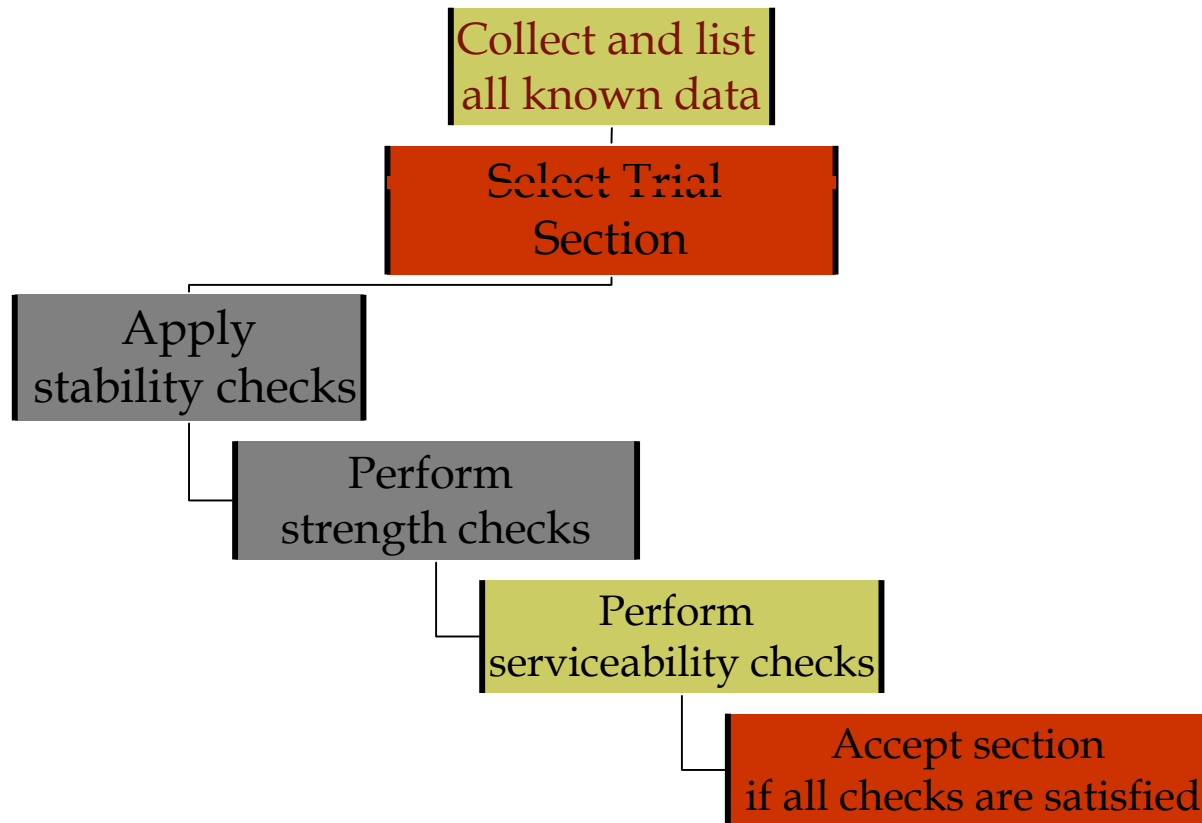 Collect and list
all known data
Select Trial
Section
Apply
stability checks
Perform
strength checks
Perform
serviceability checks
Accept section
if all checks are satisfied